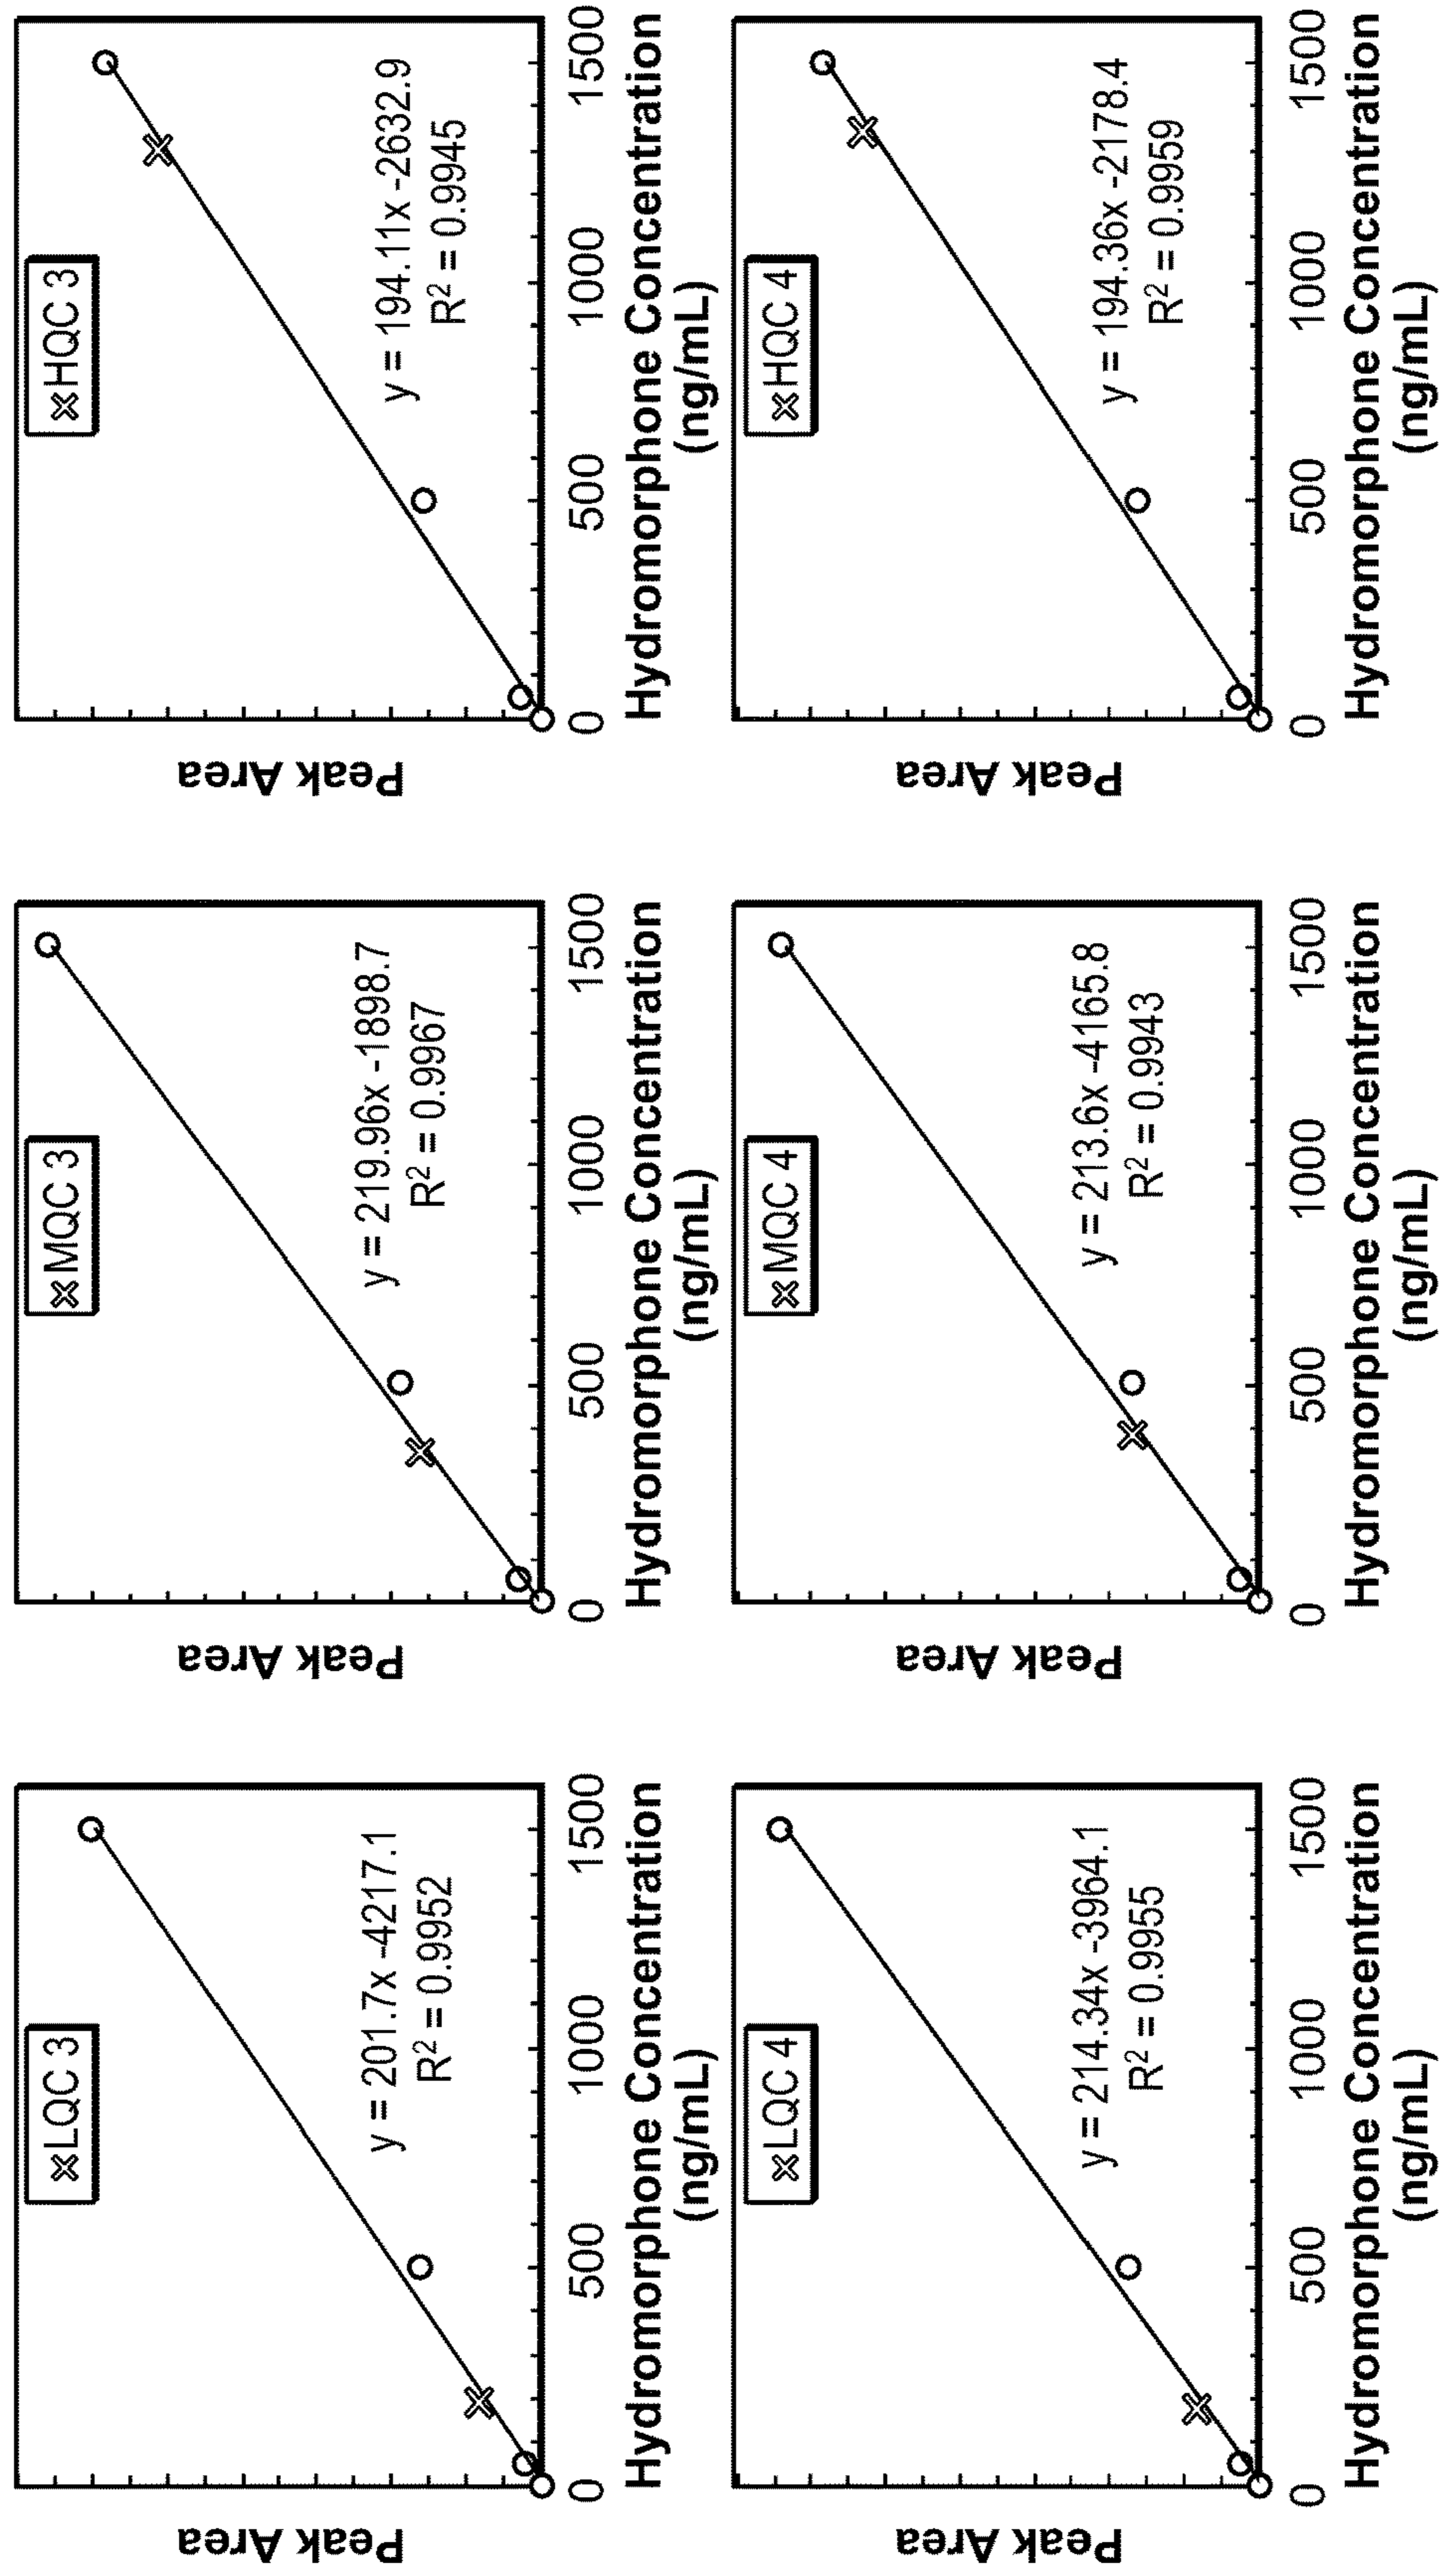 Peak Area
LQC 3
y = 201.7x -4217.1
R² = 0.9952
0 500 1000 1500
Hydromorphone Concentration
(ng/mL)
Peak Area
MQC 3
y = 219.96x -1898.7
R² = 0.9967
0 500 1000 1500
Hydromorphone Concentration
(ng/mL)
Peak Area
HQC 3
y = 194.11x -2632.9
R² = 0.9945
0 500 1000 1500
Hydromorphone Concentration
(ng/mL)
Peak Area
LQC 4
y = 214.34x -3964.1
R² = 0.9955
0 500 1000 1500
Hydromorphone Concentration
(ng/mL)
Peak Area
MQC 4
y = 213.6x -4165.8
R² = 0.9943
0 500 1000 1500
Hydromorphone Concentration
(ng/mL)
Peak Area
HQC 4
y = 194.36x -2178.4
R² = 0.9959
0 500 1000 1500
Hydromorphone Concentration
(ng/mL)